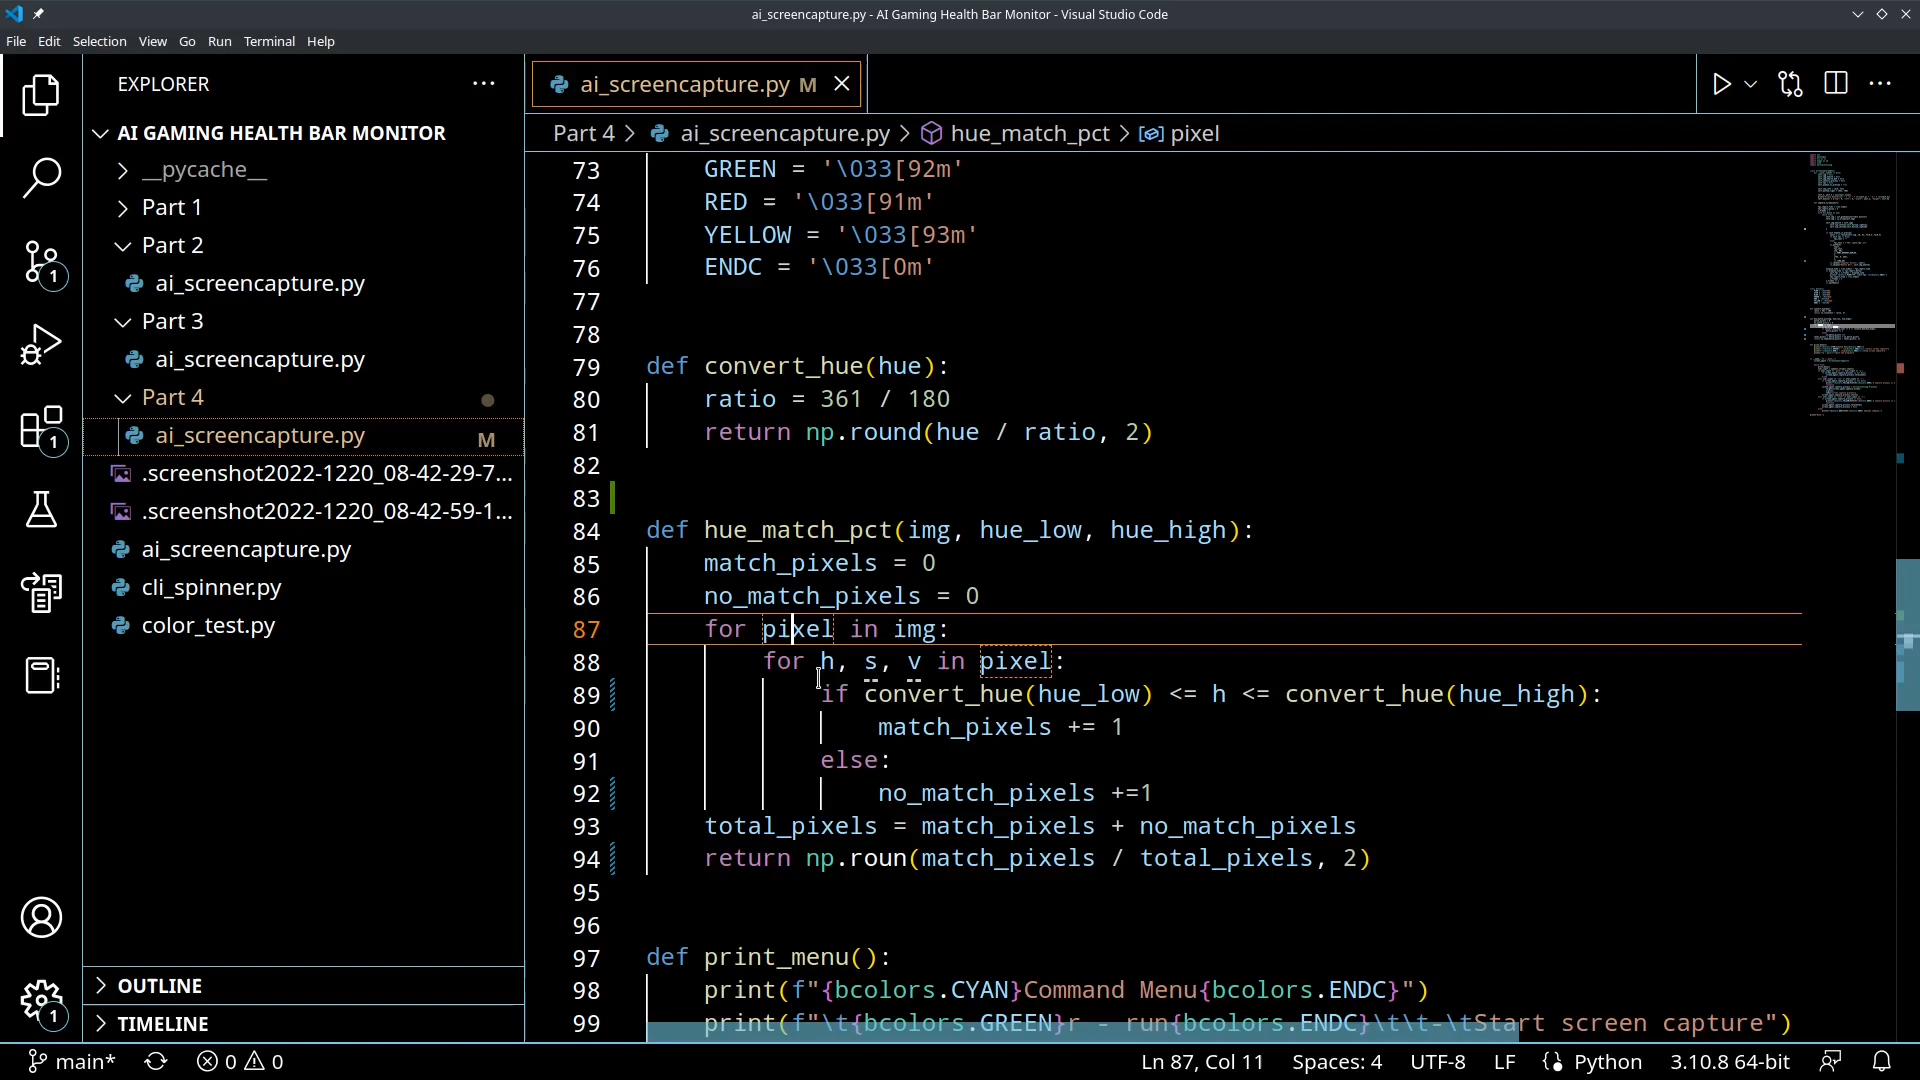 ai_screencapture.py - AI Gaming Health Bar Monitor - Visual Studio Code
File Edit Selection View Go Run Terminal Help
EXPLORER
AI GAMING HEALTH BAR MONITOR
__pycache__
Part 1
Part 2
ai_screencapture.py
Part 3
ai_screencapture.py
Part 4
ai_screencapture.py M
.screenshot2022-1220_08-42-29-7...
.screenshot2022-1220_08-42-59-1...
ai_screencapture.py
cli_spinner.py
color_test.py
OUTLINE
TIMELINE
1
1
1
ai_screencapture.py M
Part 4 > ai_screencapture.py > hue_match_pct > pixel
73 GREEN = '\033[92m'
74 RED = '\033[91m'
75 YELLOW = '\033[93m'
76 ENDC = '\033[0m'
77
78
79 def convert_hue(hue):
80 ratio = 361 / 180
81 return np.round(hue / ratio, 2)
82
83
84 def hue_match_pct(img, hue_low, hue_high):
85 match_pixels = 0
86 no_match_pixels = 0
87 for pixel in img:
88 for h, s, v in pixel:
89 if convert_hue(hue_low) <= h <= convert_hue(hue_high):
90 match_pixels += 1
91 else:
92 no_match_pixels +=1
93 total_pixels = match_pixels + no_match_pixels
94 return np.roun(match_pixels / total_pixels, 2)
95
96
97 def print_menu():
98 print(f"{bcolors.CYAN}Command Menu{bcolors.ENDC}")
99 print(f"\t{bcolors.GREEN}r - run{bcolors.ENDC}\t\t-\tStart screen capture")
main* 0 0 Ln 87, Col 11 Spaces: 4 UTF-8 LF Python 3.10.8 64-bit